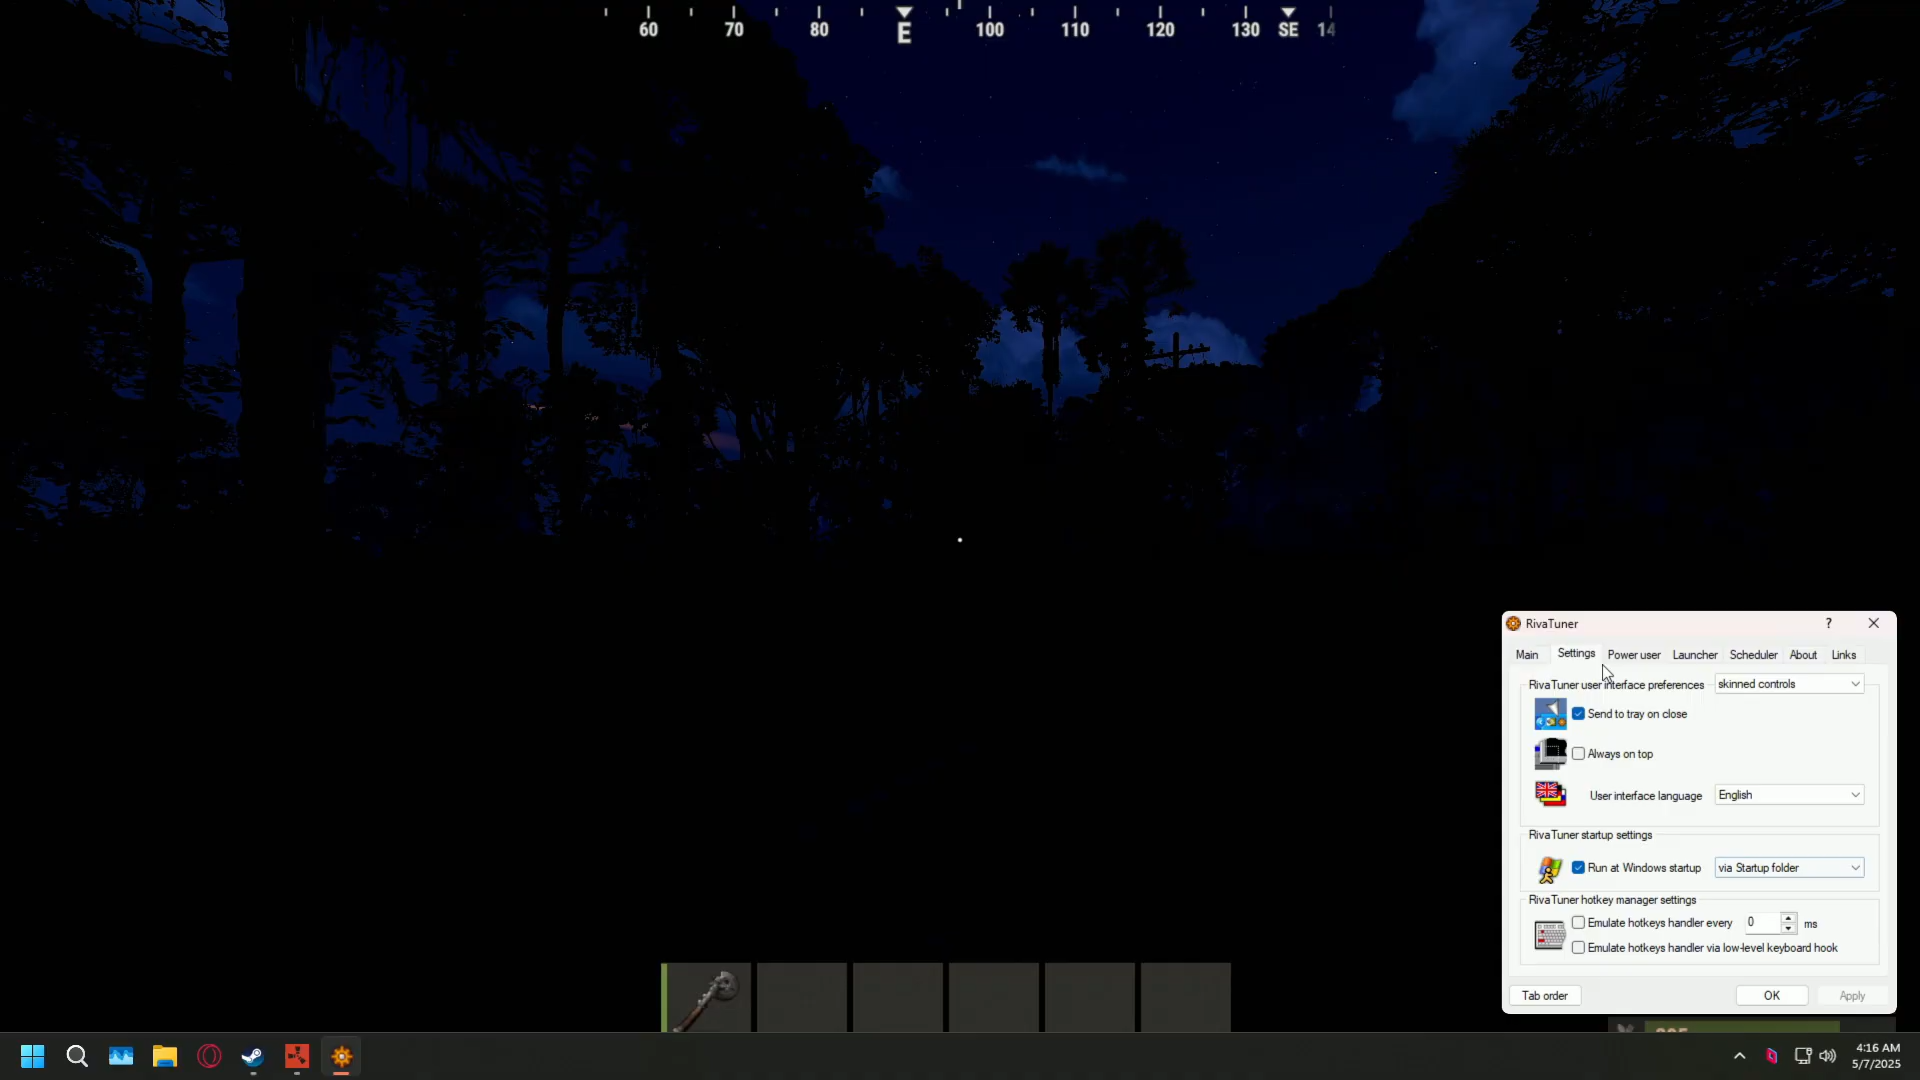 60 70 80 E 100 110 120 130 SE 14
RivaTuner ?
Main Settings Power user Launcher Scheduler About Links
RivaTuner user interface preferences skinned controls
Send to tray on close
Always on top
User interface language English
RivaTuner startup settings
Run at Windows startup via Startup folder
RivaTuner hotkey manager settings
Emulate hotkeys handler every 0 ms
Emulate hotkeys handler via low-level keyboard hook
Tab order OK Apply
4:16 AM
5/7/2025